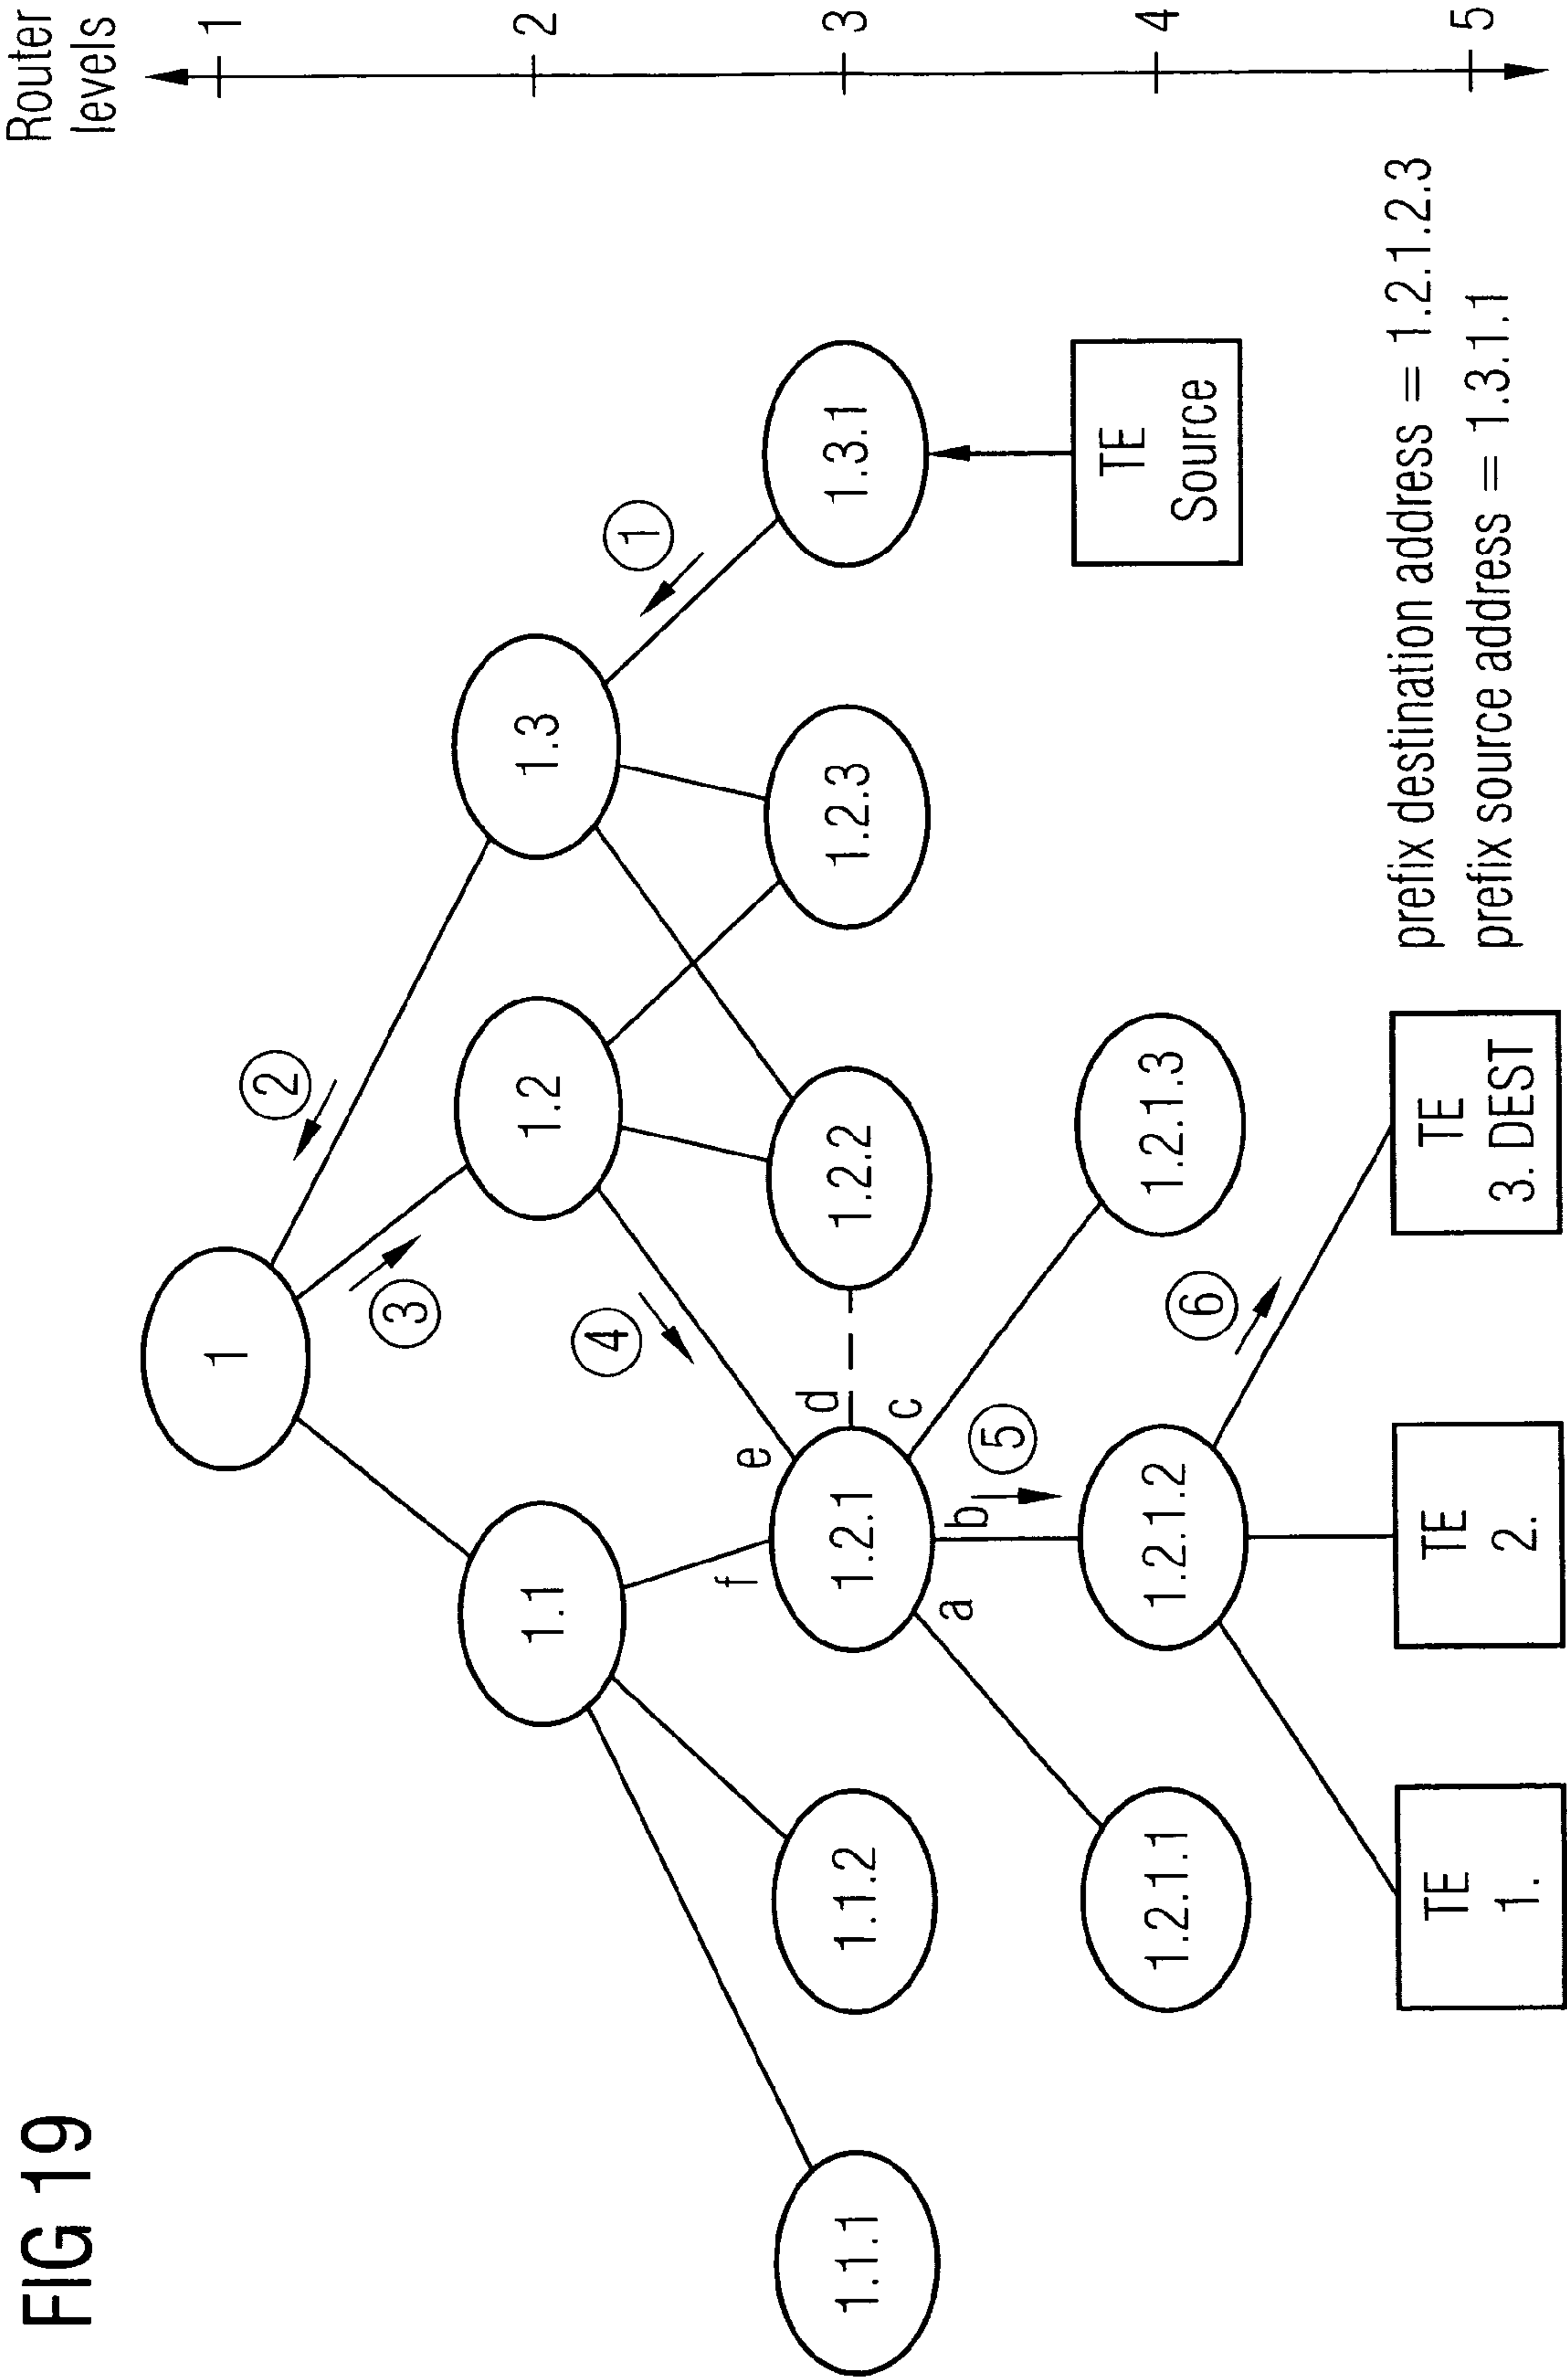 FIG 19
Router
levels
1
2
3
4
5
1
②
③
1.1
1.2
1.3
①
④
f
e
d
1.1.1
1.1.2
1.2.1
1.2.2
1.2.3
1.3.1
a
b
c
⑤
1.2.1.1
1.2.1.2
1.2.1.3
TE
Source
⑥
TE
1.
TE
2.
TE
3. DEST
prefix destination address = 1.2.1.2.3
prefix source address = 1.3.1.1